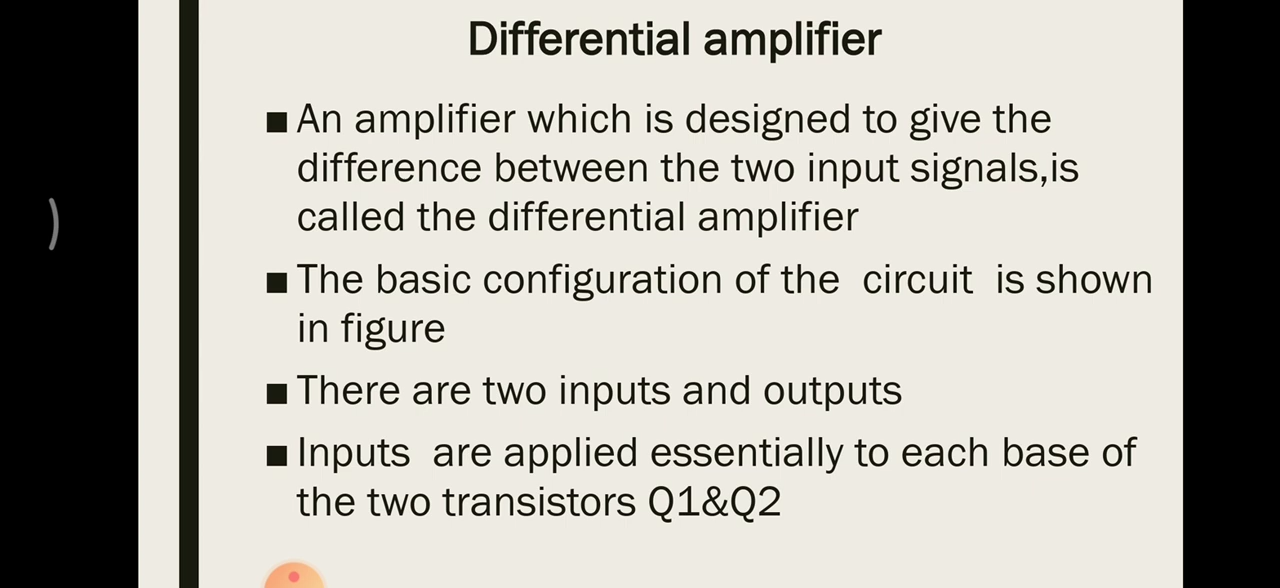 Differential amplifier
■ An amplifier which is designed to give the
difference between the two input signals,is
called the differential amplifier
■ The basic configuration of the  circuit  is shown
in figure
■ There are two inputs and outputs
■ Inputs  are applied essentially to each base of
the two transistors Q1&Q2